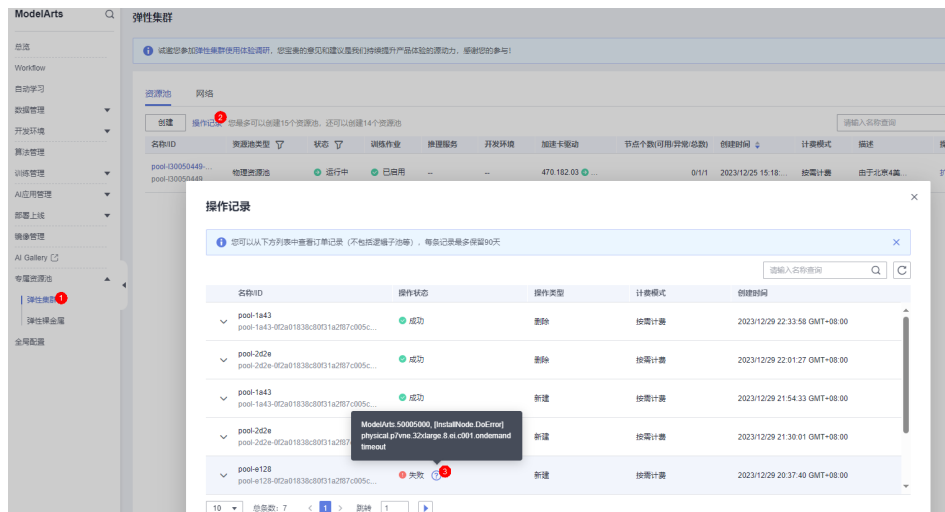 ModelArts
弹性集群
总览
Workflow
自动学习
数据管理
开发环境
算法管理
训练管理
AI应用管理
部署上线
镜像管理
AI Gallery
专属资源池
弹性集群 1
弹性裸金属
全局配置
诚邀您参加弹性集群使用体验调研，您宝贵的意见和建议是我们持续提升产品体验的源动力，感谢您的参与！
资源池 网络
创建 操作记录 2 您最多可以创建15个资源池，还可以创建14个资源池 请输入名称查询
名称/ID 资源池类型 状态 训练作业 推理服务 开发环境 加速卡驱动 节点个数(可用/异常/总数) 创建时间 计费模式 描述
pool-l30050449-... 物理资源池 运行中 已启用 -- -- 470.182.03 ... 0/1/1 2023/12/25 15:18:... 按需计费 由于北京4篇...
pool-l30050449
操作记录
您可以从下方列表中查看订单记录（不包括逻辑子池等），每条记录最多保留90天
请输入名称查询
名称/ID 操作状态 操作类型 计费模式 创建时间
pool-1a43 成功 删除 按需计费 2023/12/29 22:33:58 GMT+08:00
pool-1a43-0f2a01838c80f31a2f87c005c...
pool-2d2e 成功 删除 按需计费 2023/12/29 22:01:27 GMT+08:00
pool-2d2e-0f2a01838c80f31a2f87c005c...
pool-1a43 成功 新建 按需计费 2023/12/29 21:54:33 GMT+08:00
pool-1a43-0f2a01838c80f31a2f87c005c...
ModelArts.50005000, [InstallNode.DoError]
physical.p7vne.32xlarge.8.ei.c001.ondemand
timeout
pool-2d2e 新建 按需计费 2023/12/29 21:30:01 GMT+08:00
pool-2d2e-0f2a01838c80f31a2f87
pool-e128 失败 3 新建 按需计费 2023/12/29 20:37:40 GMT+08:00
pool-e128-0f2a01838c80f31a2f87c005c...
10 总条数: 7 < 1 > 跳转 1